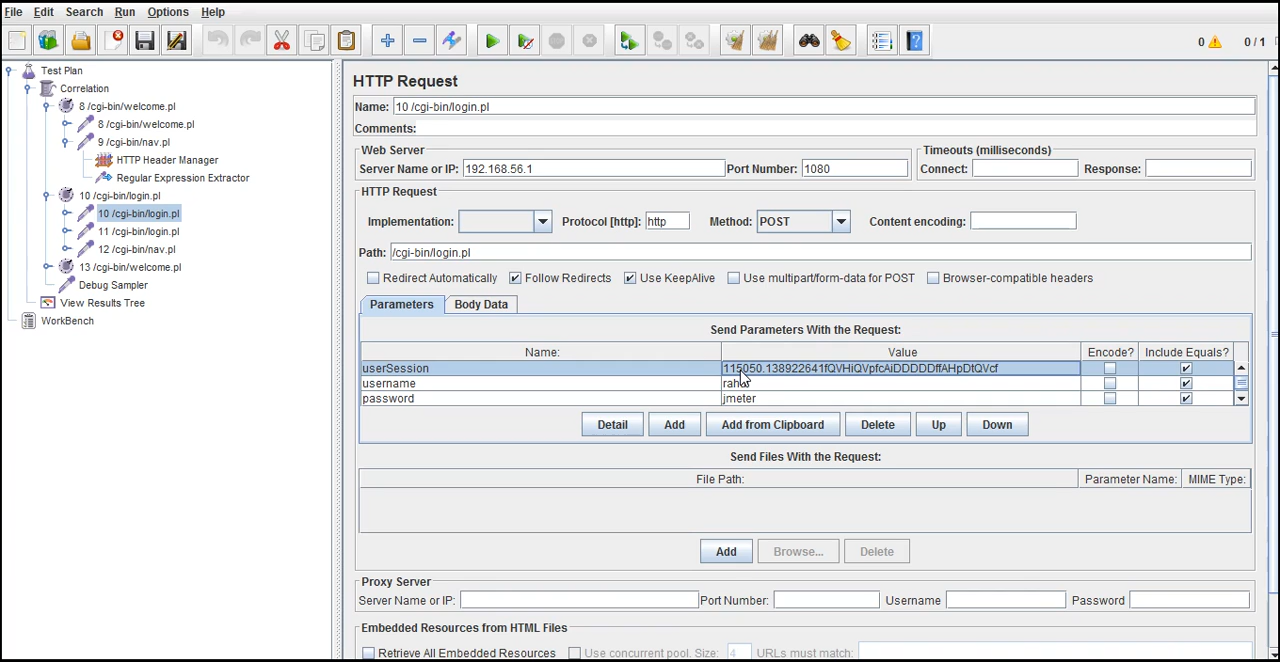 File Edit Search Run Options Help
0 0/1
Test Plan
Correlation
8 /cgi-bin/welcome.pl
8 /cgi-bin/welcome.pl
9 /cgi-bin/nav.pl
HTTP Header Manager
Regular Expression Extractor
10 /cgi-bin/login.pl
10 /cgi-bin/login.pl
11 /cgi-bin/login.pl
12 /cgi-bin/nav.pl
13 /cgi-bin/welcome.pl
Debug Sampler
View Results Tree
WorkBench
HTTP Request
Name: 10 /cgi-bin/login.pl
Comments:
Web Server
Server Name or IP: 192.168.56.1 Port Number: 1080
Timeouts (milliseconds)
Connect: Response:
HTTP Request
Implementation: Protocol [http]: http Method: POST Content encoding:
Path: /cgi-bin/login.pl
Redirect Automatically Follow Redirects Use KeepAlive Use multipart/form-data for POST Browser-compatible headers
Parameters Body Data
Send Parameters With the Request:
Name: Value Encode? Include Equals?
userSession 115050.138922641fQVHiQVpfcAiDDDDDffAHpDtQVcf
username
password jmeter
Detail Add Add from Clipboard Delete Up Down
Send Files With the Request:
File Path: Parameter Name: MIME Type:
Add Browse... Delete
Proxy Server
Server Name or IP: Port Number: Username Password
Embedded Resources from HTML Files
Retrieve All Embedded Resources Use concurrent pool. Size: 4 URLs must match: